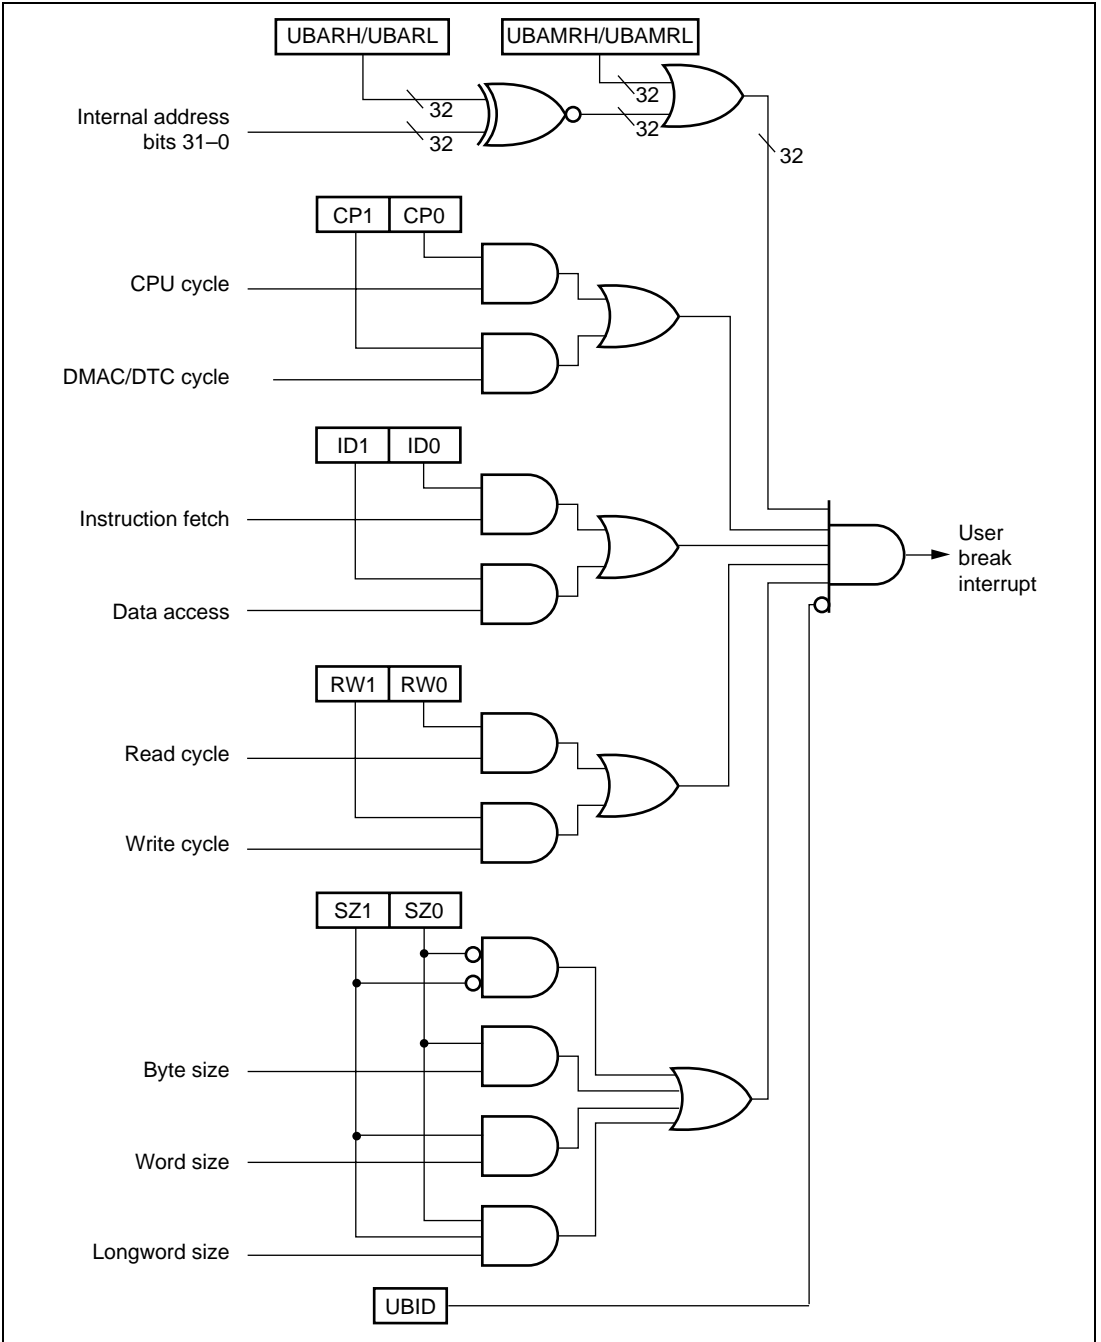 UBARH/UBARL
UBAMRH/UBAMRL
32
32
32
32
32
Internal address
bits 31–0
CP1
CP0
CPU cycle
DMAC/DTC cycle
ID1
ID0
Instruction fetch
Data access
User
break
interrupt
RW1
RW0
Read cycle
Write cycle
SZ1
SZ0
Byte size
Word size
Longword size
UBID